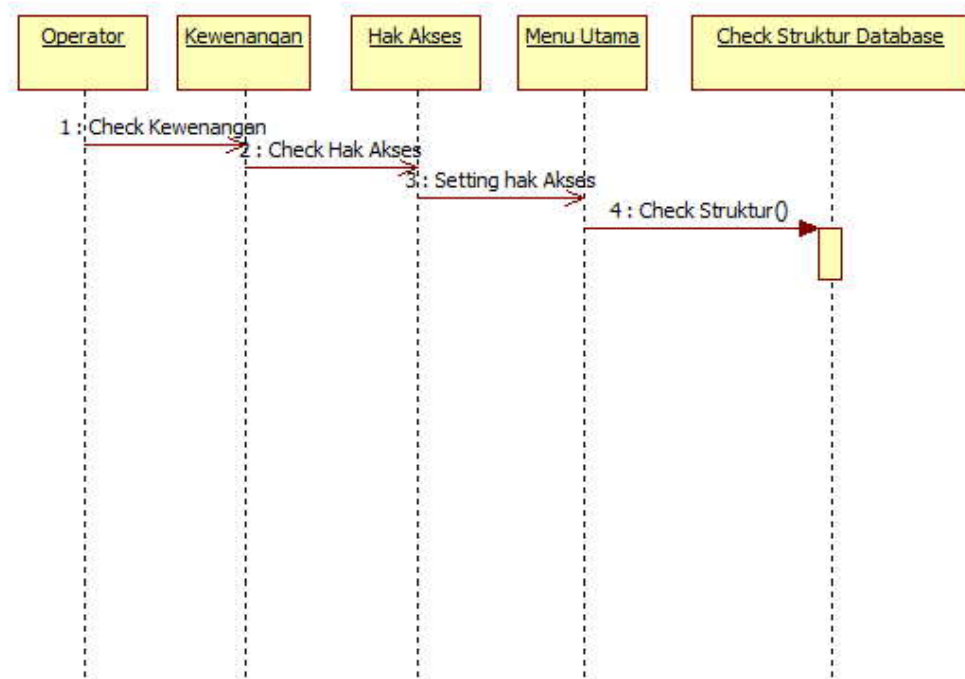 Operator
Kewenangan
Hak Akses
Menu Utama
Check Struktur Database
1 : Check Kewenangan
2 : Check Hak Akses
3 : Setting hak Akses
4 : Check Struktur()